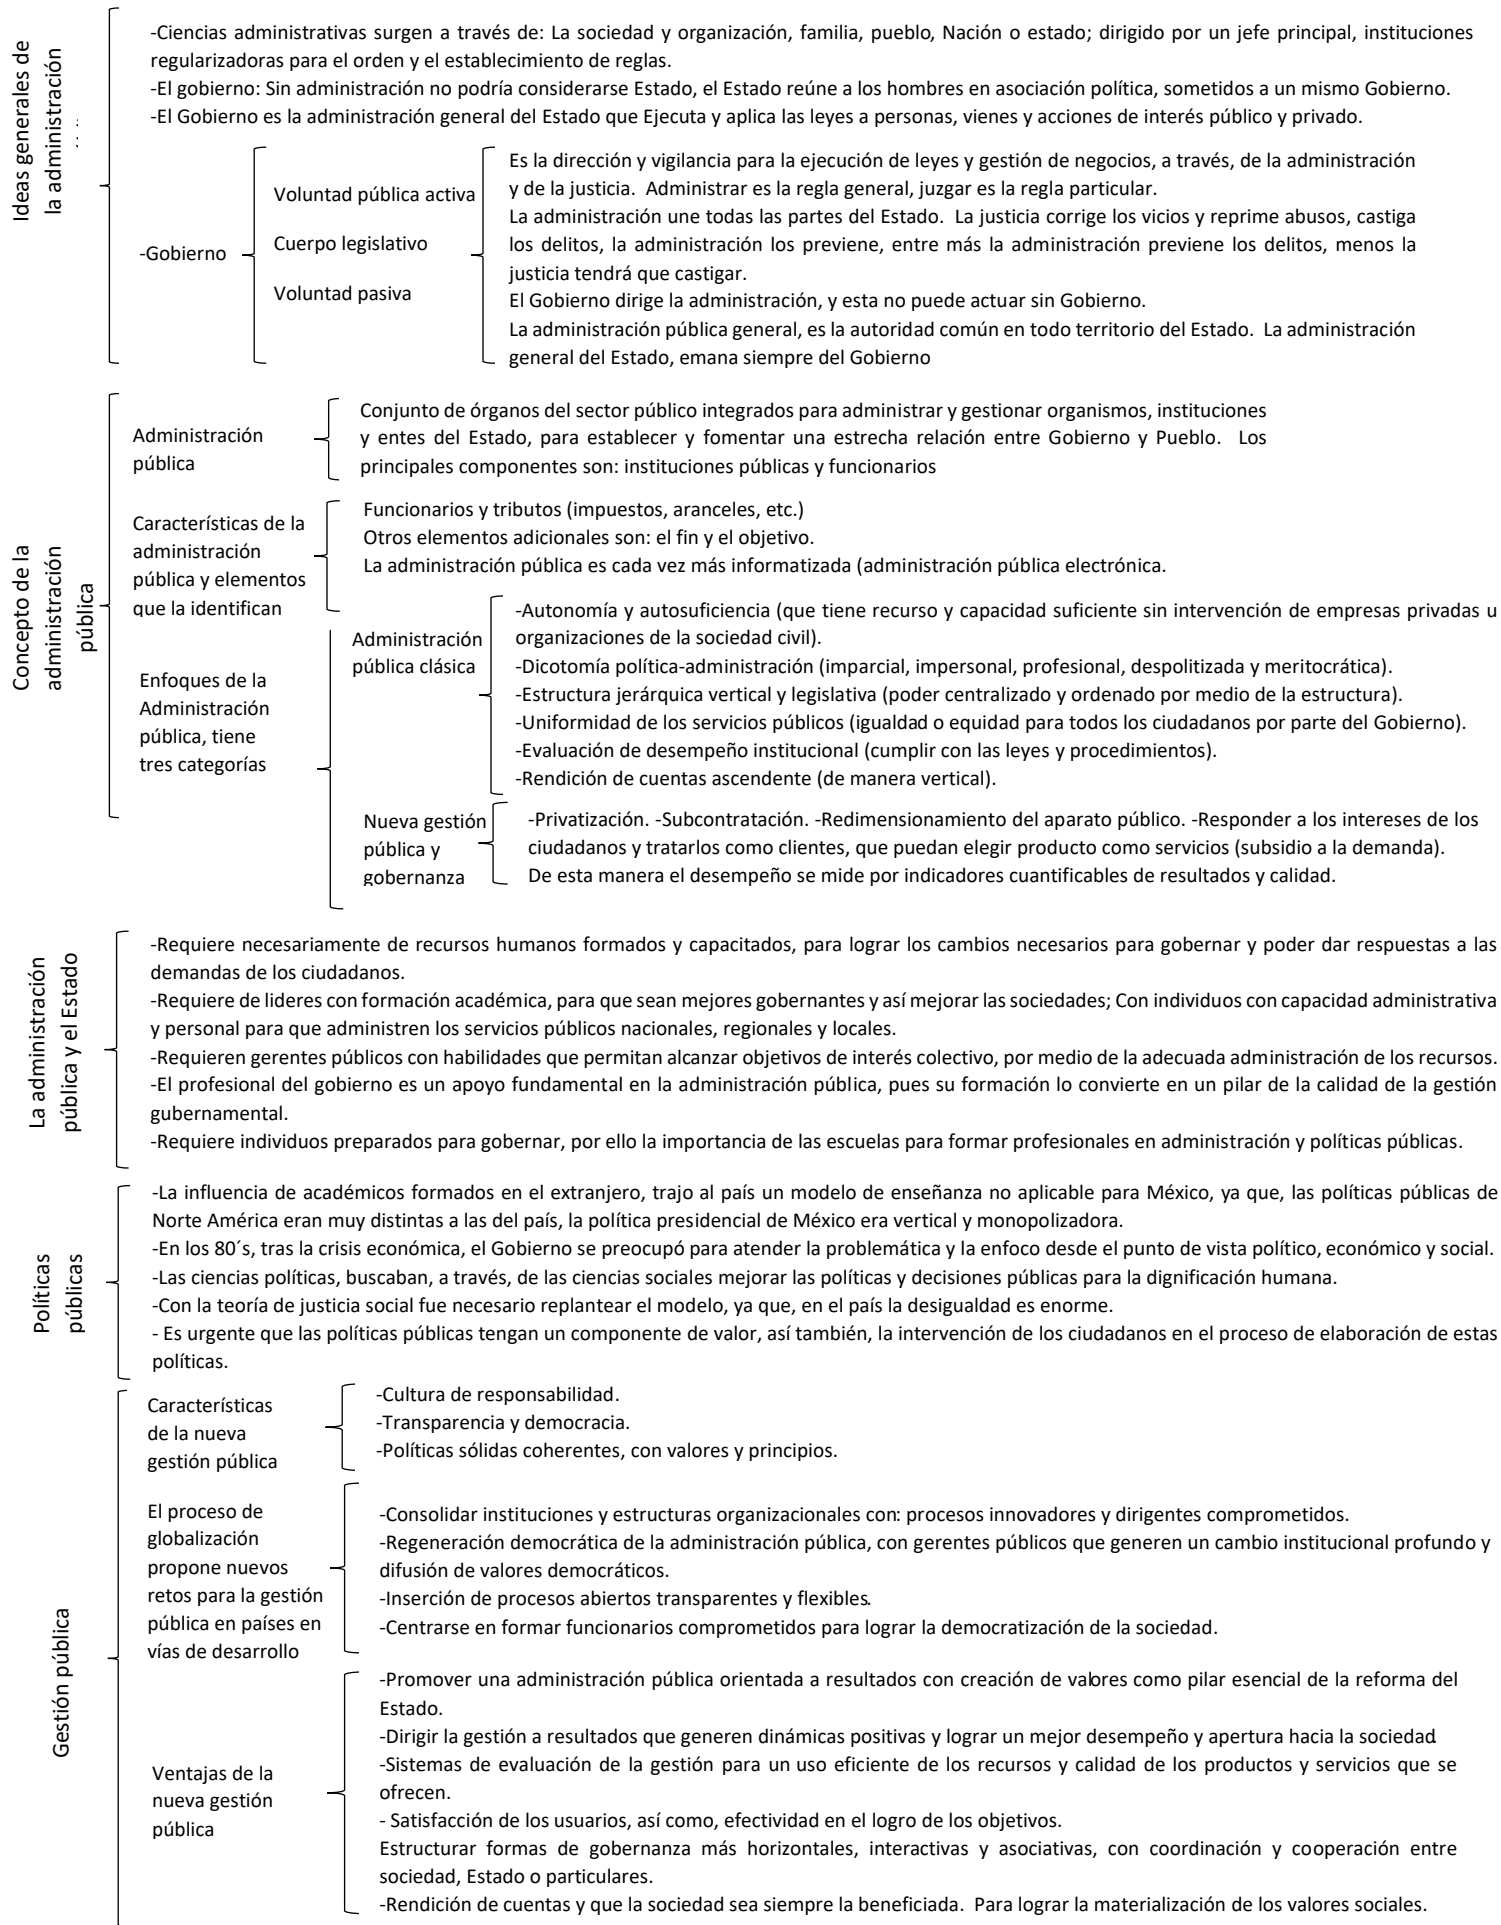 Ideas generales de
la administración
-Ciencias administrativas surgen a través de: La sociedad y organización, familia, pueblo, Nación o estado; dirigido por un jefe principal, instituciones
regularizadoras para el orden y el establecimiento de reglas.
-El gobierno: Sin administración no podría considerarse Estado, el Estado reúne a los hombres en asociación política, sometidos a un mismo Gobierno.
-El Gobierno es la administración general del Estado que Ejecuta y aplica las leyes a personas, vienes y acciones de interés público y privado.
-Gobierno
Voluntad pública activa
Cuerpo legislativo
Voluntad pasiva
Es la dirección y vigilancia para la ejecución de leyes y gestión de negocios, a través, de la administración
y de la justicia. Administrar es la regla general, juzgar es la regla particular.
La administración une todas las partes del Estado. La justicia corrige los vicios y reprime abusos, castiga
los delitos, la administración los previene, entre más la administración previene los delitos, menos la
justicia tendrá que castigar.
El Gobierno dirige la administración, y esta no puede actuar sin Gobierno.
La administración pública general, es la autoridad común en todo territorio del Estado. La administración
general del Estado, emana siempre del Gobierno
Concepto de la
administración
pública
Administración
pública
Conjunto de órganos del sector público integrados para administrar y gestionar organismos, instituciones
y entes del Estado, para establecer y fomentar una estrecha relación entre Gobierno y Pueblo. Los
principales componentes son: instituciones públicas y funcionarios
Características de la
administración
pública y elementos
que la identifican
Funcionarios y tributos (impuestos, aranceles, etc.)
Otros elementos adicionales son: el fin y el objetivo.
La administración pública es cada vez más informatizada (administración pública electrónica.
Enfoques de la
Administración
pública, tiene
tres categorías
Administración
pública clásica
-Autonomía y autosuficiencia (que tiene recurso y capacidad suficiente sin intervención de empresas privadas u
organizaciones de la sociedad civil).
-Dicotomía política-administración (imparcial, impersonal, profesional, despolitizada y meritocrática).
-Estructura jerárquica vertical y legislativa (poder centralizado y ordenado por medio de la estructura).
-Uniformidad de los servicios públicos (igualdad o equidad para todos los ciudadanos por parte del Gobierno).
-Evaluación de desempeño institucional (cumplir con las leyes y procedimientos).
-Rendición de cuentas ascendente (de manera vertical).
Nueva gestión
pública y
gobernanza
-Privatización. -Subcontratación. -Redimensionamiento del aparato público. -Responder a los intereses de los
ciudadanos y tratarlos como clientes, que puedan elegir producto como servicios (subsidio a la demanda).
De esta manera el desempeño se mide por indicadores cuantificables de resultados y calidad.
La administración
pública y el Estado
-Requiere necesariamente de recursos humanos formados y capacitados, para lograr los cambios necesarios para gobernar y poder dar respuestas a las
demandas de los ciudadanos.
-Requiere de lideres con formación académica, para que sean mejores gobernantes y así mejorar las sociedades; Con individuos con capacidad administrativa
y personal para que administren los servicios públicos nacionales, regionales y locales.
-Requieren gerentes públicos con habilidades que permitan alcanzar objetivos de interés colectivo, por medio de la adecuada administración de los recursos.
-El profesional del gobierno es un apoyo fundamental en la administración pública, pues su formación lo convierte en un pilar de la calidad de la gestión
gubernamental.
-Requiere individuos preparados para gobernar, por ello la importancia de las escuelas para formar profesionales en administración y políticas públicas.
Políticas
públicas
-La influencia de académicos formados en el extranjero, trajo al país un modelo de enseñanza no aplicable para México, ya que, las políticas públicas de
Norte América eran muy distintas a las del país, la política presidencial de México era vertical y monopolizadora.
-En los 80´s, tras la crisis económica, el Gobierno se preocupó para atender la problemática y la enfoco desde el punto de vista político, económico y social.
-Las ciencias políticas, buscaban, a través, de las ciencias sociales mejorar las políticas y decisiones públicas para la dignificación humana.
-Con la teoría de justicia social fue necesario replantear el modelo, ya que, en el país la desigualdad es enorme.
- Es urgente que las políticas públicas tengan un componente de valor, así también, la intervención de los ciudadanos en el proceso de elaboración de estas
políticas.
Gestión pública
Características
de la nueva
gestión pública
-Cultura de responsabilidad.
-Transparencia y democracia.
-Políticas sólidas coherentes, con valores y principios.
El proceso de
globalización
propone nuevos
retos para la gestión
pública en países en
vías de desarrollo
-Consolidar instituciones y estructuras organizacionales con: procesos innovadores y dirigentes comprometidos.
-Regeneración democrática de la administración pública, con gerentes públicos que generen un cambio institucional profundo y
difusión de valores democráticos.
-Inserción de procesos abiertos transparentes y flexibles.
-Centrarse en formar funcionarios comprometidos para lograr la democratización de la sociedad.
Ventajas de la
nueva gestión
pública
-Promover una administración pública orientada a resultados con creación de valores como pilar esencial de la reforma del
Estado.
-Dirigir la gestión a resultados que generen dinámicas positivas y lograr un mejor desempeño y apertura hacia la sociedad.
-Sistemas de evaluación de la gestión para un uso eficiente de los recursos y calidad de los productos y servicios que se
ofrecen.
- Satisfacción de los usuarios, así como, efectividad en el logro de los objetivos.
Estructurar formas de gobernanza más horizontales, interactivas y asociativas, con coordinación y cooperación entre
sociedad, Estado o particulares.
-Rendición de cuentas y que la sociedad sea siempre la beneficiada. Para lograr la materialización de los valores sociales.